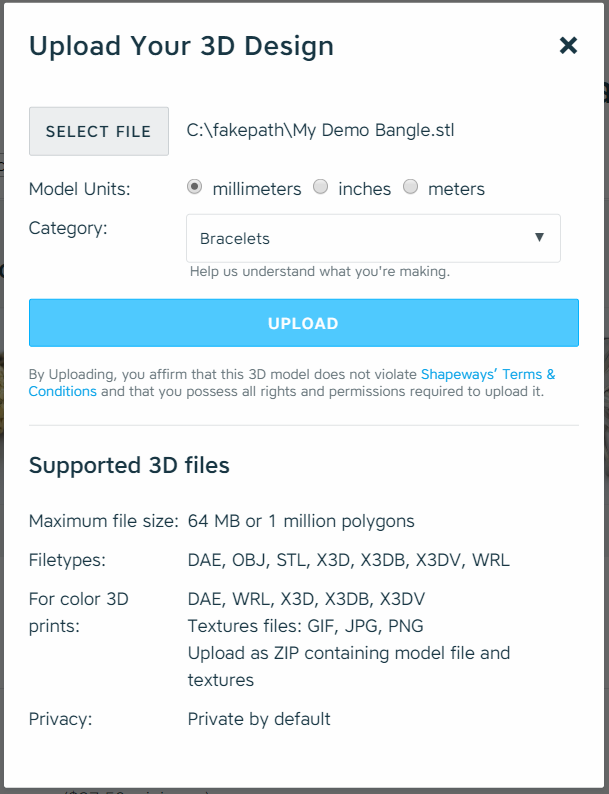 Upload Your 3D Design
SELECT FILE C:\fakepath\My Demo Bangle.stl
Model Units: millimeters inches meters
Category: Bracelets
Help us understand what you're making.
UPLOAD
By Uploading, you affirm that this 3D model does not violate Shapeways' Terms &
Conditions and that you possess all rights and permissions required to upload it.
Supported 3D files
Maximum file size: 64 MB or 1 million polygons
Filetypes: DAE, OBJ, STL, X3D, X3DB, X3DV, WRL
For color 3D prints: DAE, WRL, X3D, X3DB, X3DV
Textures files: GIF, JPG, PNG
Upload as ZIP containing model file and
textures
Privacy: Private by default